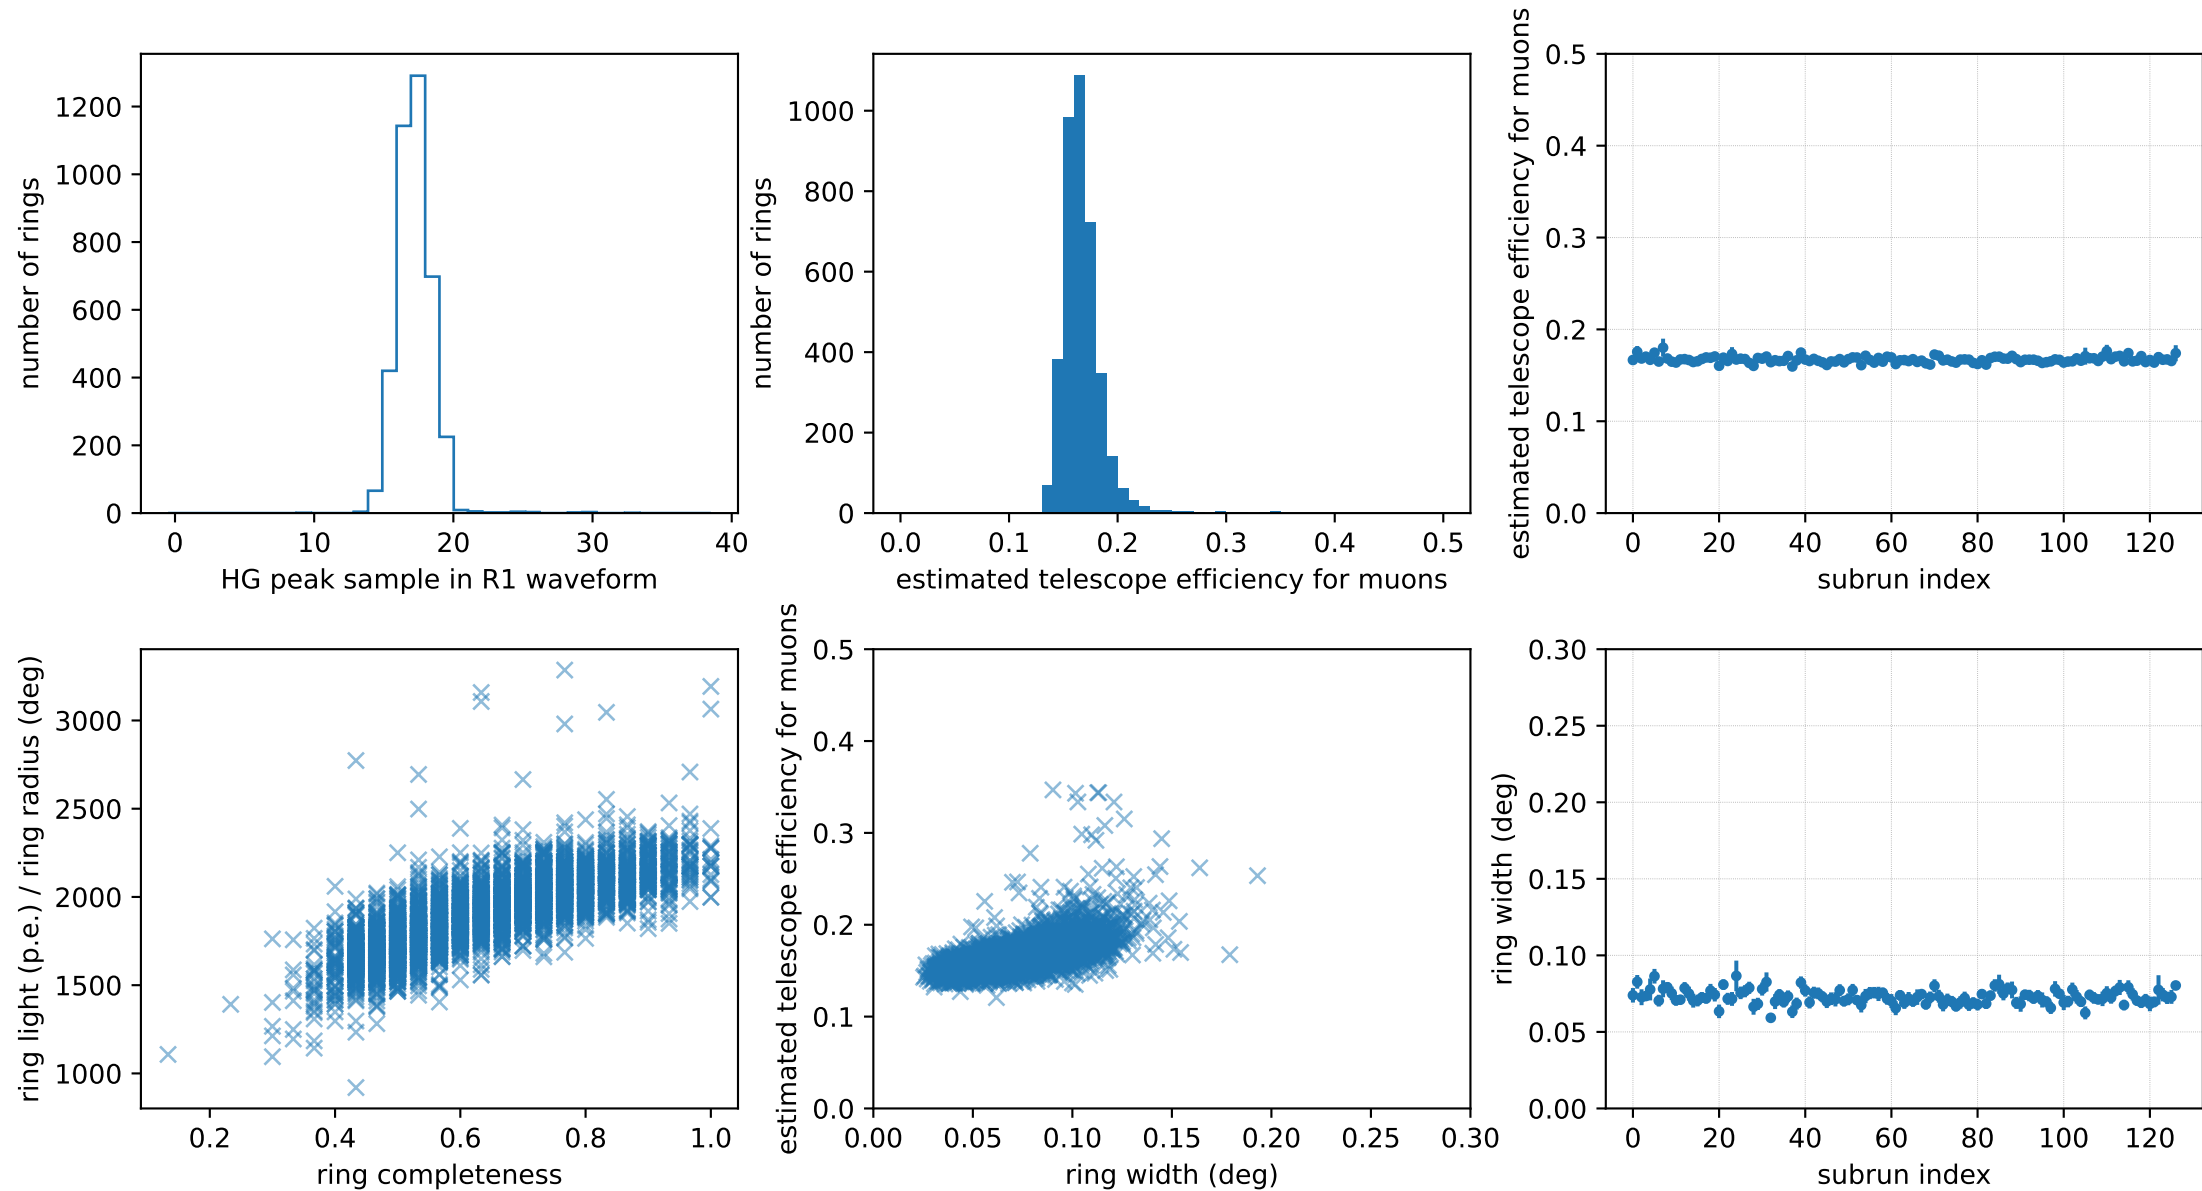 number of rings
1200
1000
800
600
400
200
0
0 10 20 30 40
HG peak sample in R1 waveform
number of rings
1000
800
600
400
200
0
0.0 0.1 0.2 0.3 0.4 0.5
estimated telescope efficiency for muons
estimated telescope efficiency for muons
0.5
0.4
0.3
0.2
0.1
0.0
0 20 40 60 80 100 120
subrun index
ring light (p.e.) / ring radius (deg)
3000
2500
2000
1500
1000
0.2 0.4 0.6 0.8 1.0
ring completeness
estimated telescope efficiency for muons
0.5
0.4
0.3
0.2
0.1
0.0
0.00 0.05 0.10 0.15 0.20 0.25 0.30
ring width (deg)
ring width (deg)
0.30
0.25
0.20
0.15
0.10
0.05
0.00
0 20 40 60 80 100 120
subrun index